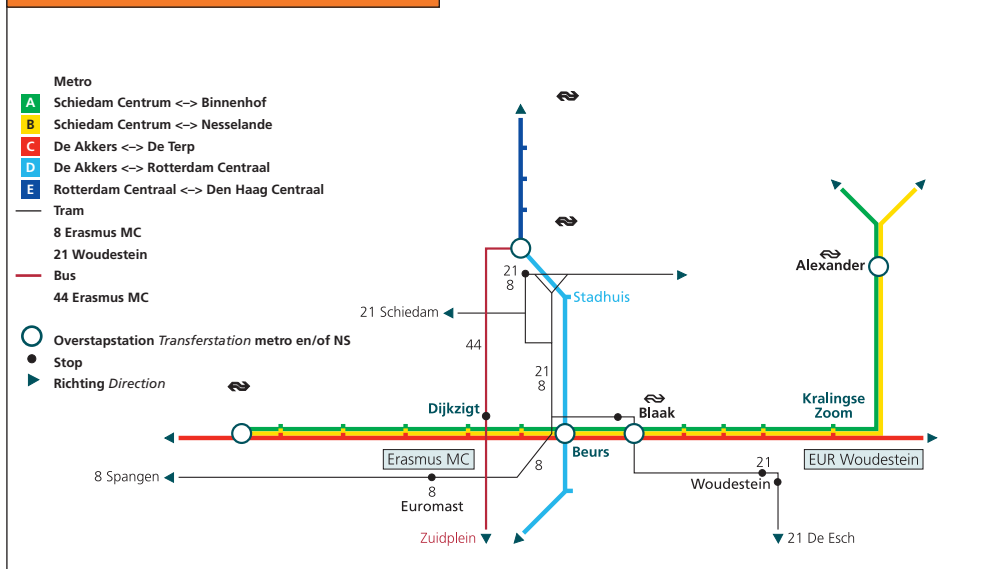 Metro
A Schiedam Centrum <–> Binnenhof
B Schiedam Centrum <–> Nesselande
C De Akkers <–> De Terp
D De Akkers <–> Rotterdam Centraal
E Rotterdam Centraal <–> Den Haag Centraal
Tram
8 Erasmus MC
21 Woudestein
Bus
44 Erasmus MC
Overstapstation Transferstation metro en/of NS
Stop
Richting Direction
Alexander
21
8
Stadhuis
21 Schiedam
44
21
8
Kralingse
Zoom
Dijkzigt
Blaak
Beurs
Erasmus MC
8
EUR Woudestein
21
8 Spangen
8
Woudestein
Euromast
Zuidplein
21 De Esch